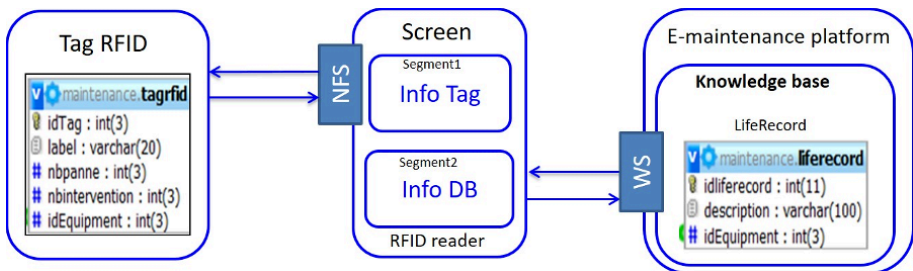 Tag RFID
maintenance.tagrfid
idTag : int(3)
label : varchar(20)
# nbpanne : int(3)
# nbintervention : int(3)
# idEquipment : int(3)
NFS
Screen
Segment1
Info Tag
Segment2
Info DB
RFID reader
WS
E-maintenance platform
Knowledge base
LifeRecord
maintenance.liferecord
idliferecord : int(11)
description : varchar(100)
# idEquipment : int(3)